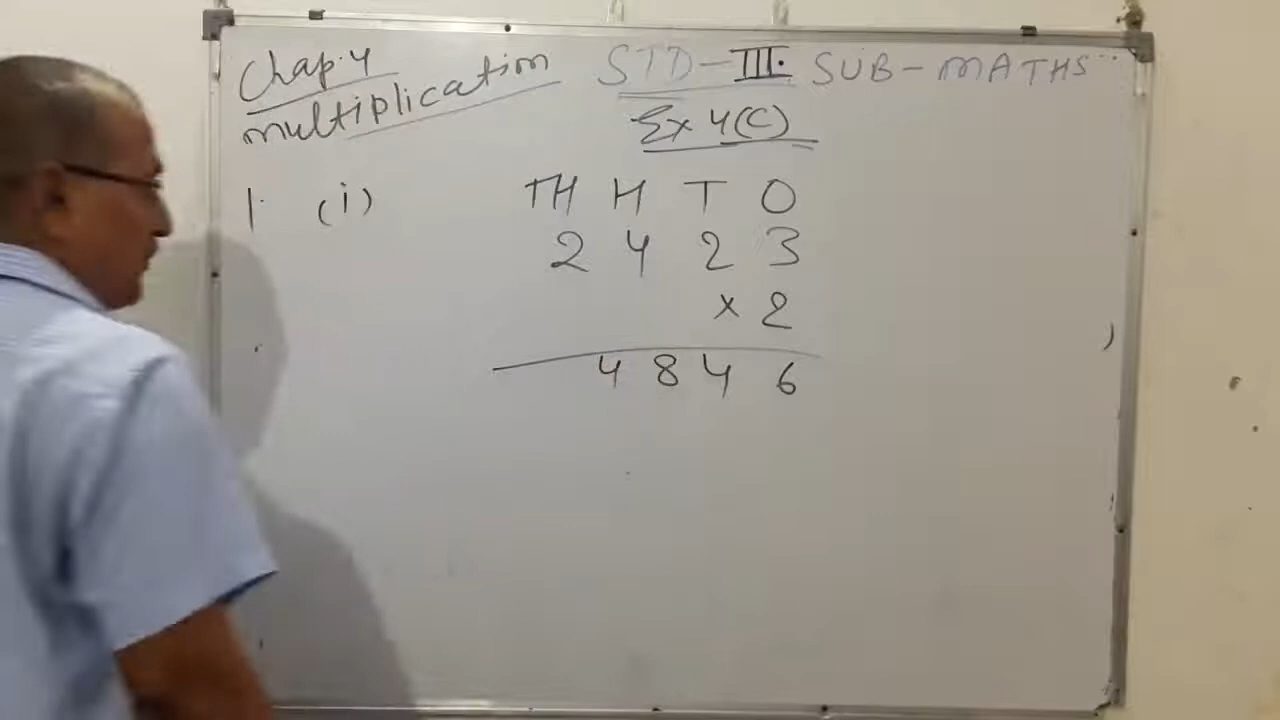 Chap.4 STD-III. SUB-MATHS
multiplication Ex 4(C)
1. (i) TH H T O
2 4 2 3
x 2
4 8 4 6